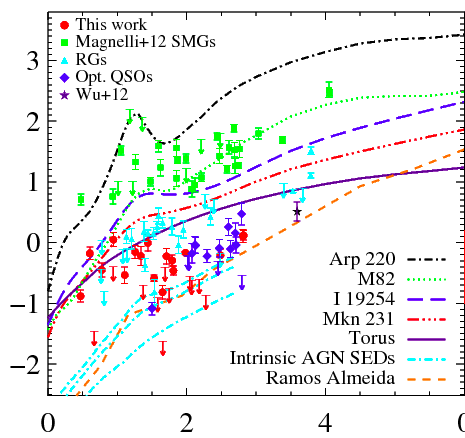 This work
Magnelli+12 SMGs
RGs
Opt. QSOs
Wu+12
3
2
1
0
−1
−2
Arp 220
M82
I 19254
Mkn 231
Torus
Intrinsic AGN SEDs
Ramos Almeida
0 2 4 6